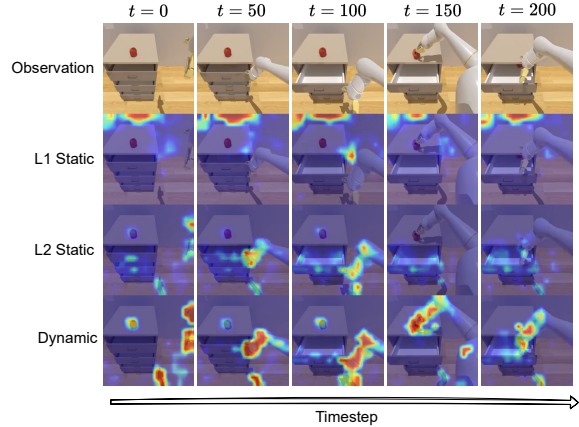 t = 0 t = 50 t = 100 t = 150 t = 200
Observation
L1 Static
L2 Static
Dynamic
Timestep